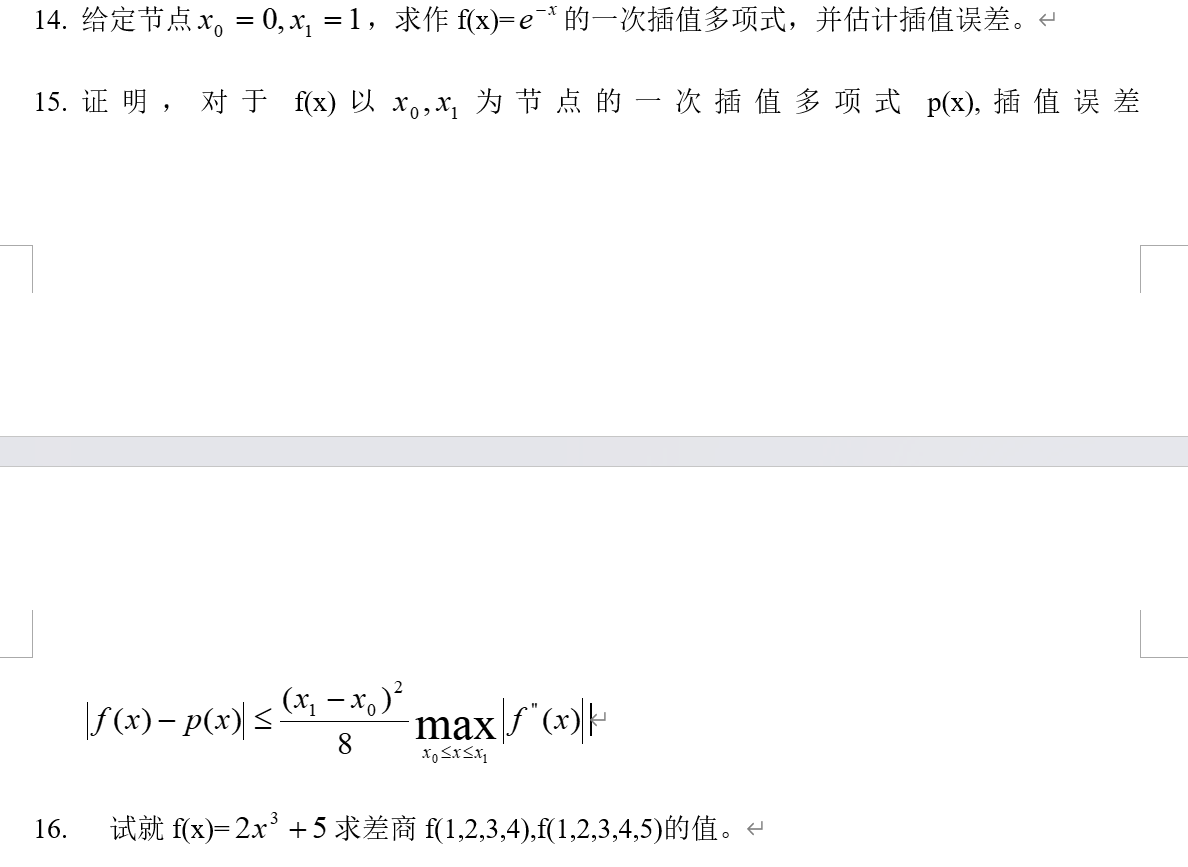 14. 给定节点x₀ = 0, x₁ = 1，求作 f(x)=e⁻ˣ的一次插值多项式，并估计插值误差。↵
15. 证明，对于 f(x) 以 x₀, x₁ 为节点的一次插值多项式 p(x), 插值误差
|f(x) − p(x)| ≤ (x₁ − x₀)²/8 max_{x₀≤x≤x₁} |f"(x)|↵
16. 试就 f(x)= 2x³ + 5 求差商 f(1,2,3,4),f(1,2,3,4,5)的值。↵